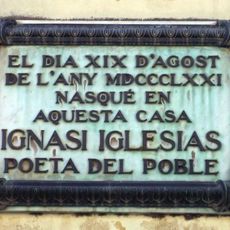 EL DIA XIX D'AGOST
DE L'ANY MDCCCLXXI
NASQUÉ EN
AQUESTA CASA
IGNASI IGLESIAS
POETA DEL POBLE